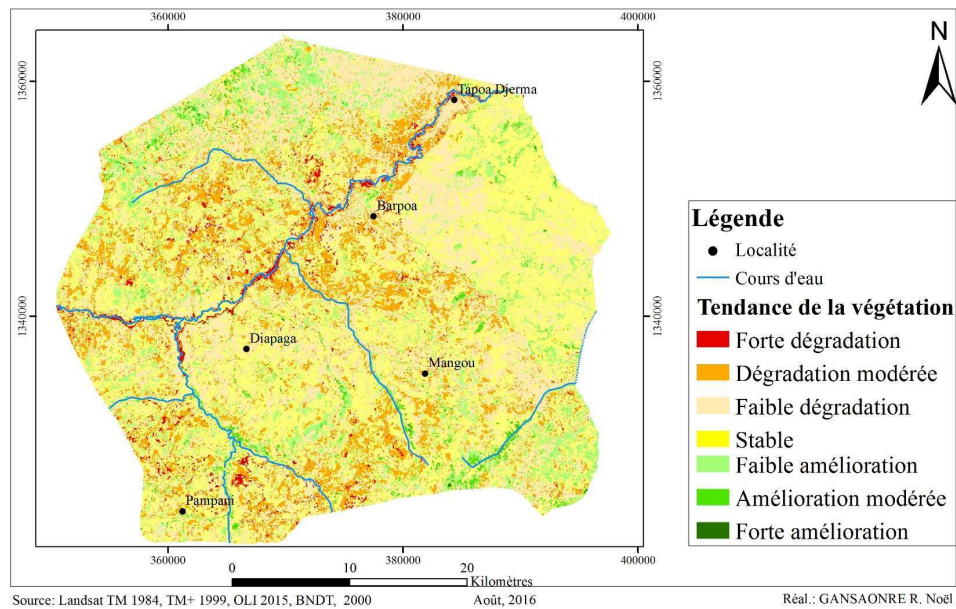 360000
380000
400000
N
1360000
1360000
Tapoa Djerma
Barpoa
Légende
Localité
Cours d'eau
1340000
1340000
Tendance de la végétation
Diapaga
Forte dégradation
Mangou
Dégradation modérée
Faible dégradation
Stable
Faible amélioration
Amélioration modérée
Pampani
Forte amélioration
360000
380000
400000
0
10
20
Kilomètres
Source: Landsat TM 1984, TM+ 1999, OLI 2015, BNDT, 2000
Août, 2016
Réal.: GANSAONRE R. Noël